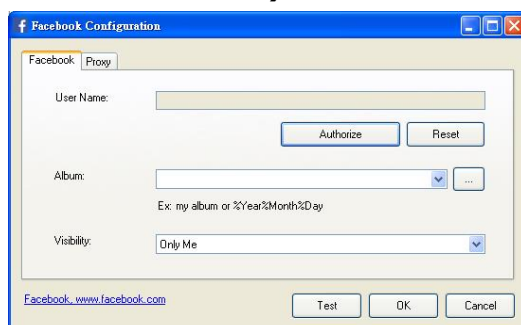 Facebook Configuration
Facebook Proxy
User Name:
Authorize Reset
Album:
...
Ex: my album or %Year%Month%Day
Visibility:
Only Me
Facebook, www.facebook.com
Test OK Cancel